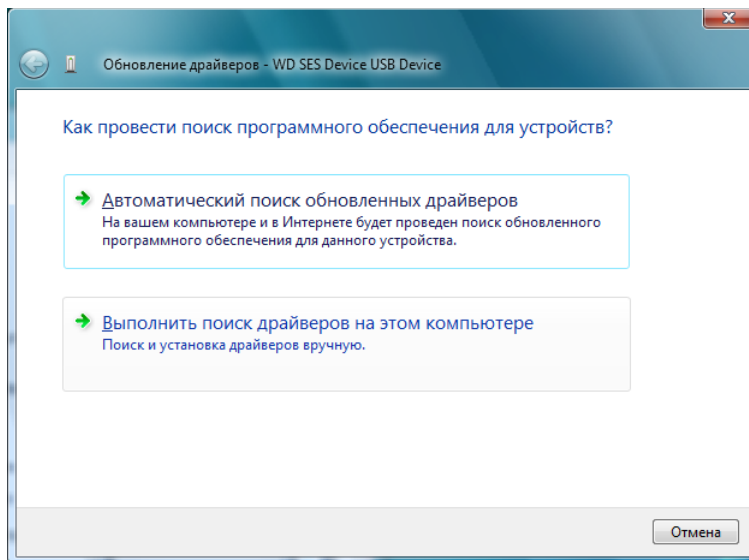 Обновление драйверов - WD SES Device USB Device
Как провести поиск программного обеспечения для устройств?
Автоматический поиск обновленных драйверов
На вашем компьютере и в Интернете будет проведен поиск обновленного
программного обеспечения для данного устройства.
Выполнить поиск драйверов на этом компьютере
Поиск и установка драйверов вручную.
Отмена